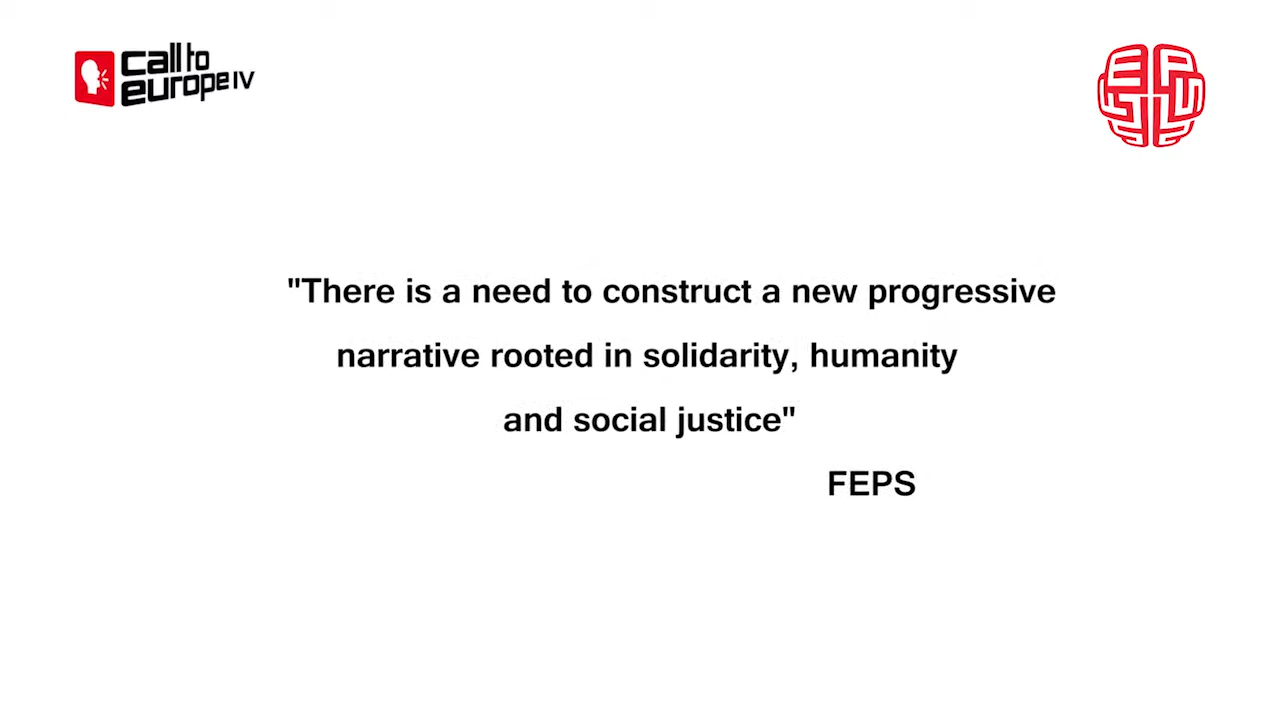 call to
europe IV
"There is a need to construct a new progressive
narrative rooted in solidarity, humanity
and social justice"
FEPS